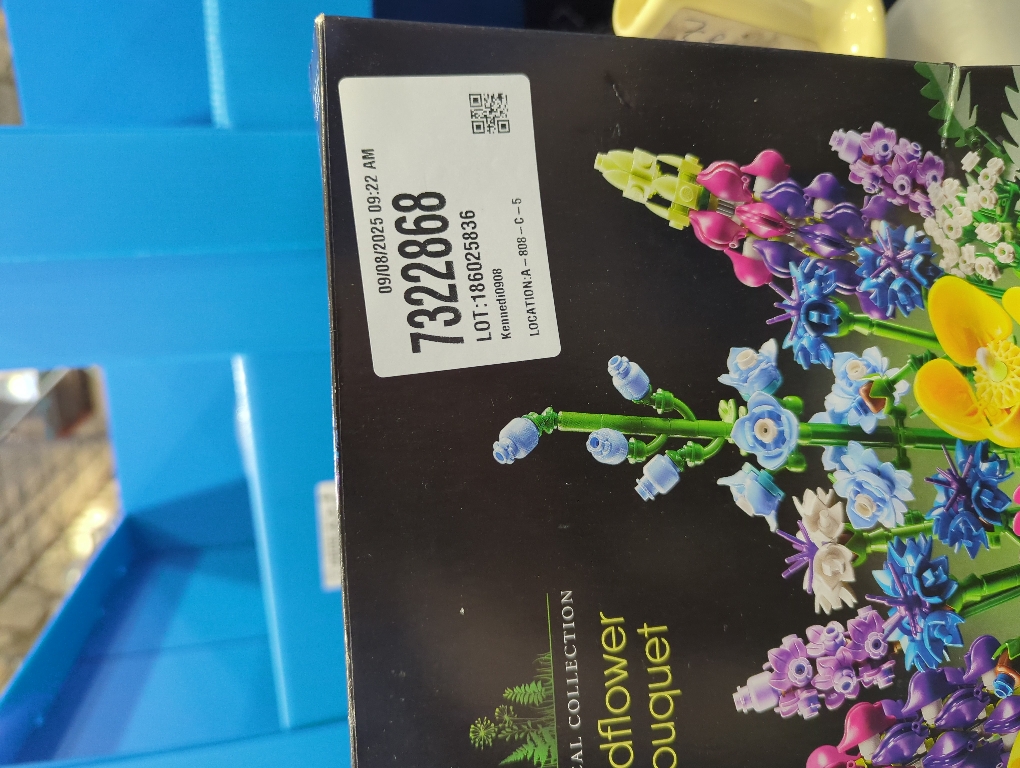 09/08/2025 09:22 AM
7322868
LOT:186025836
Kennedi0908
LOCATION:A-808-C-5
AL COLLECTION
dflower
ouquet